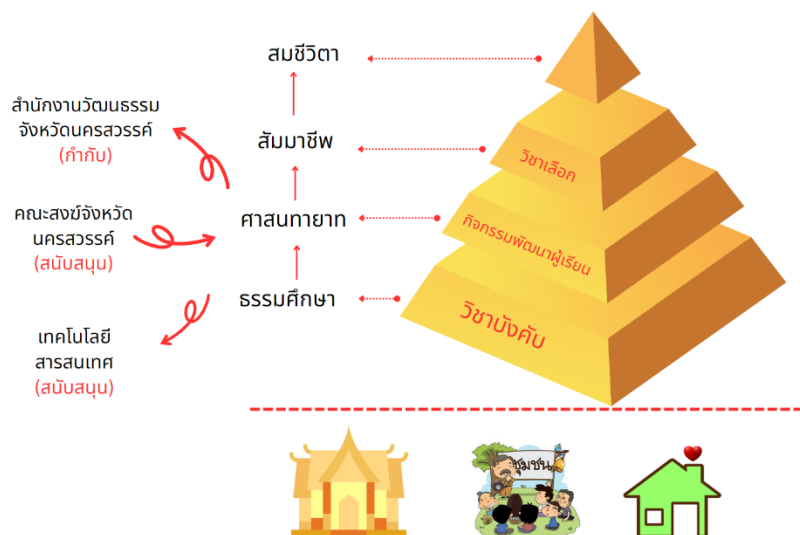 สมชีวิตา
สำนักงานวัฒนธรรม
จังหวัดนครสวรรค์
(กำกับ)
สัมมาชีพ
วิชาเลือก
คณะสงฆ์จังหวัด
นครสวรรค์
(สนับสนุน)
ศาสนทายาท
กิจกรรมพัฒนาผู้เรียน
ธรรมศึกษา
วิชาบังคับ
เทคโนโลยี
สารสนเทศ
(สนับสนุน)
ชุมชน